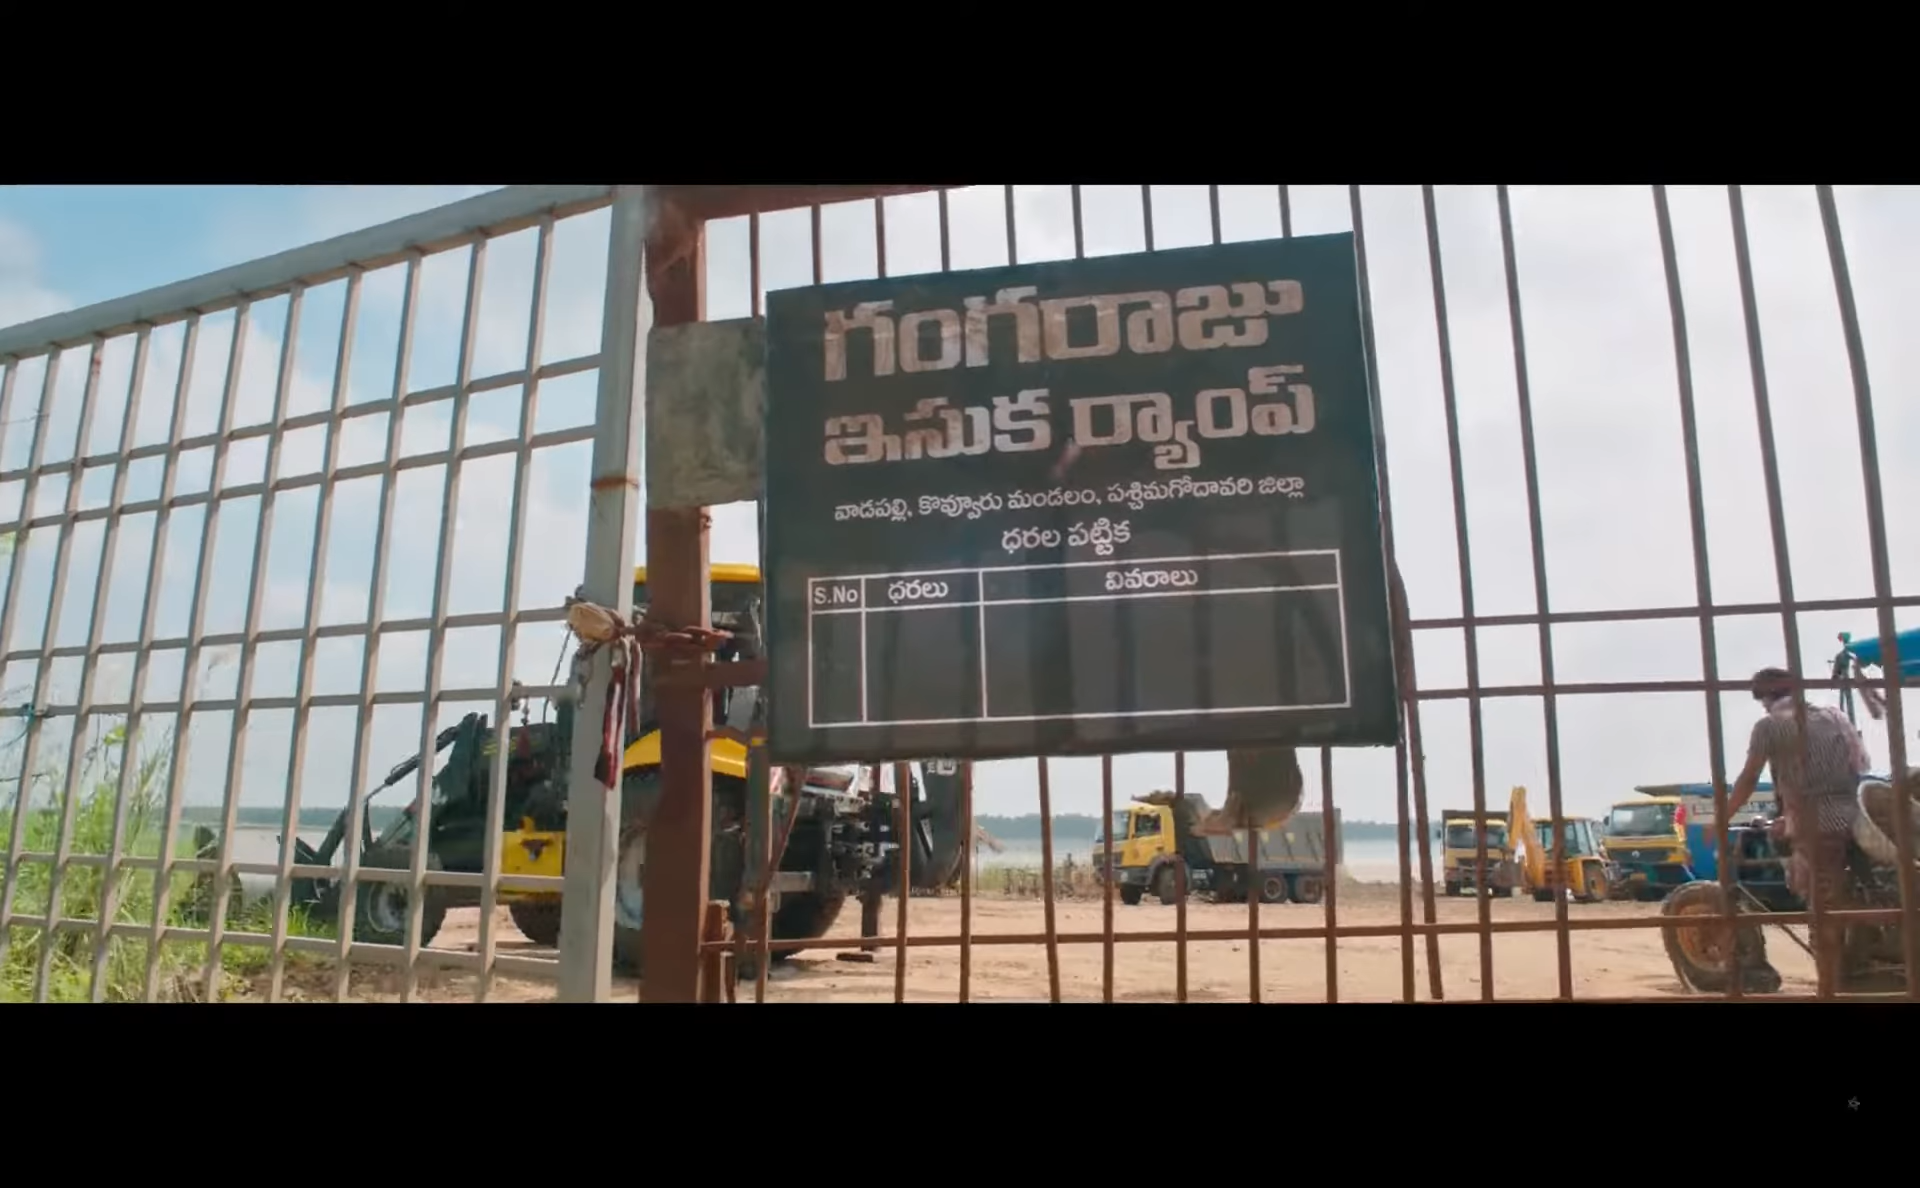 గంగరాజు
ఇసుక ర్యాంప్
వాడపల్లి, కొవ్వూరు మండలం, పశ్చిమగోదావరి జిల్లా
ధరల పట్టిక
S.No ధరలు వివరాలు